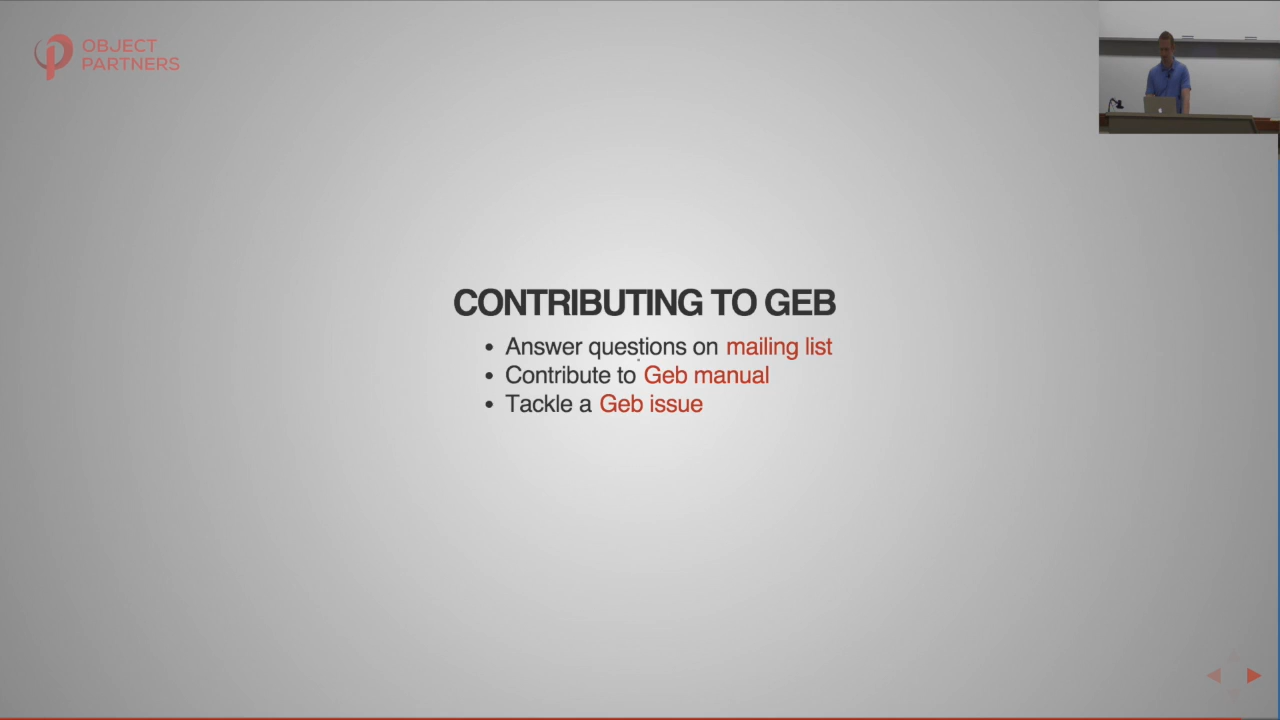 OBJECT
PARTNERS
CONTRIBUTING TO GEB
• Answer questions on mailing list
• Contribute to Geb manual
• Tackle a Geb issue